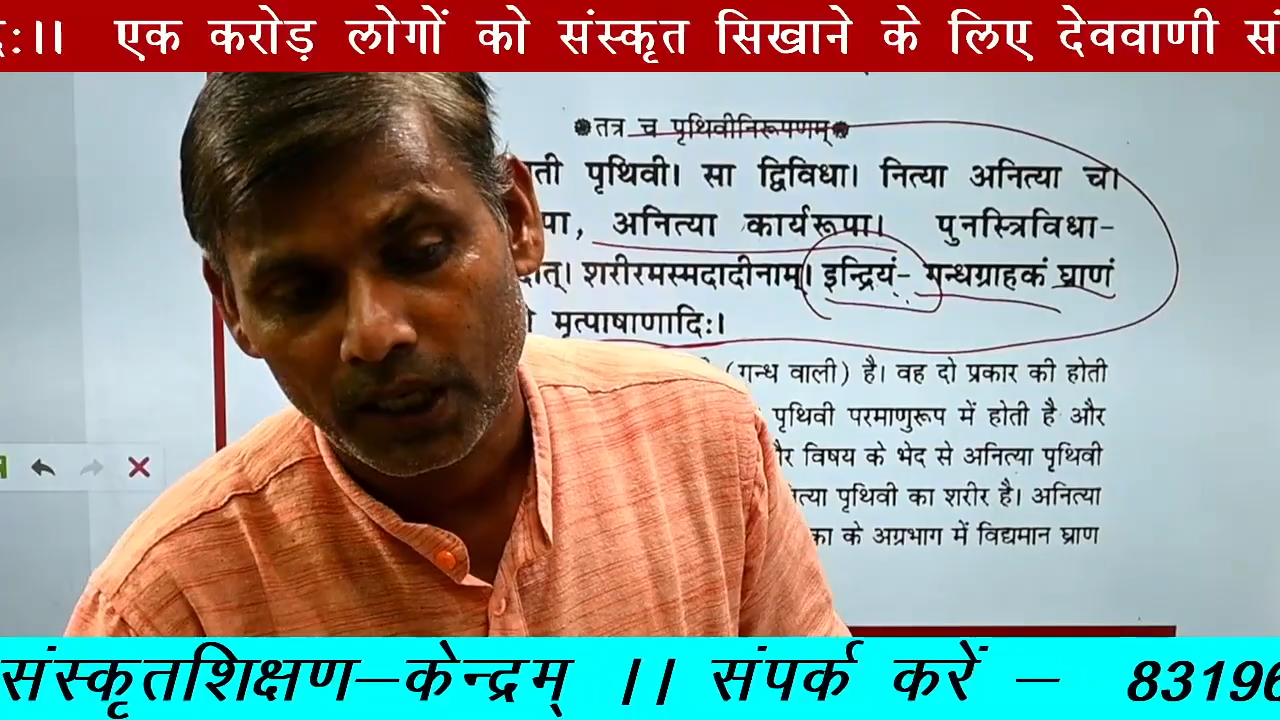 दः।। एक करोड़ लोगों को संस्कृत सिखाने के लिए देववाणी सं
तत्र च पृथिवीनिरूपणम्
ती पृथिवी। सा द्विविधा। नित्या अनित्या च।
पा, अनित्या कार्यरूपा। पुनस्त्रिविधा-
दात्। शरीरमस्मदादीनाम्। इन्द्रियं- गन्धग्राहकं घ्राणं
मृत्पाषाणादिः।
(गन्ध वाली) है। वह दो प्रकार की होती
पृथिवी परमाणुरूप में होती है और
र विषय के भेद से अनित्या पृथिवी
त्या पृथिवी का शरीर है। अनित्या
का के अग्रभाग में विद्यमान घ्राण
संस्कृतशिक्षण-केन्द्रम् ।। संपर्क करें - 83196